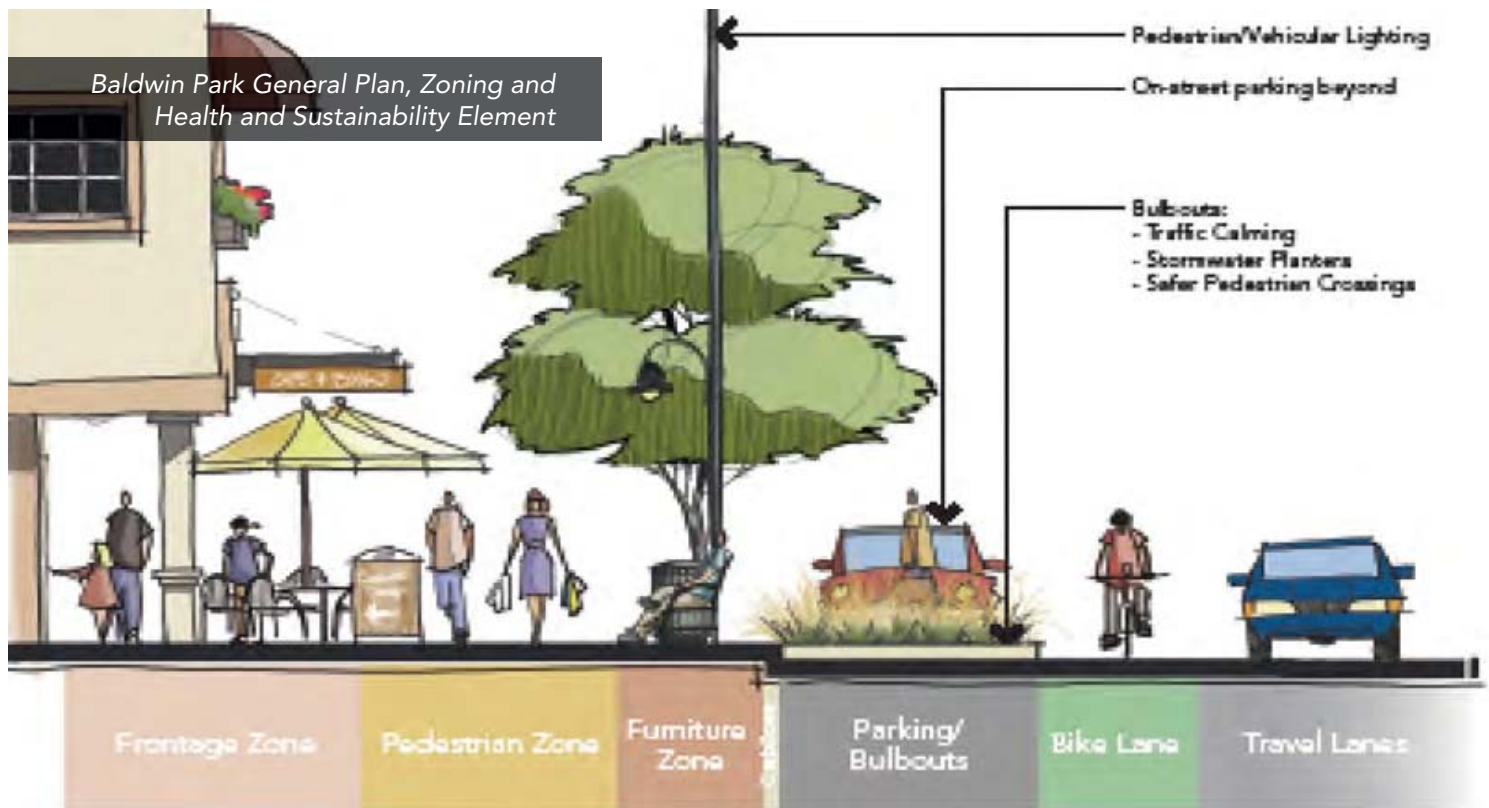 Baldwin Park General Plan, Zoning and
Health and Sustainability Element
Pedestrian/Vehicular Lighting
On-street parking beyond
Bulbouts:
- Traffic Calming
- Stormwater Planters
- Safer Pedestrian Crossings
Frontage Zone
Pedestrian Zone
Furniture
Zone
Parking/
Bulbouts
Bike Lane
Travel Lanes